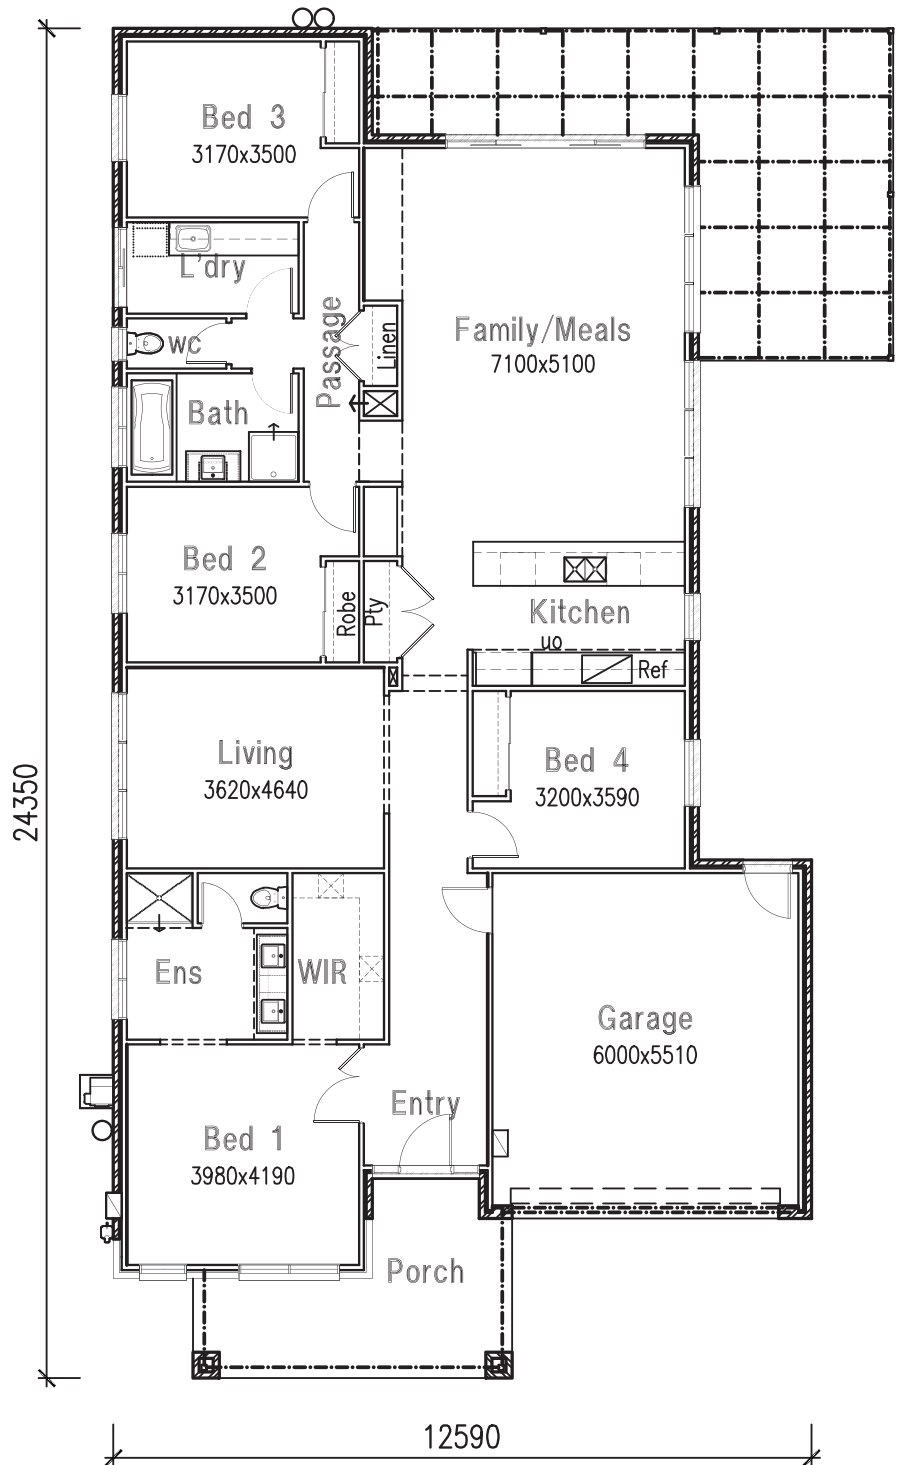 Bed 3
3170x3500
L'dry
WC
Bath
Passage
Linen
Family/Meals
7100x5100
Bed 2
3170x3500
Robe
Pty
Kitchen
uo
Ref
Living
3620x4640
Bed 4
3200x3590
24350
Ens
WIR
Garage
6000x5510
Entry
Bed 1
3980x4190
Porch
12590